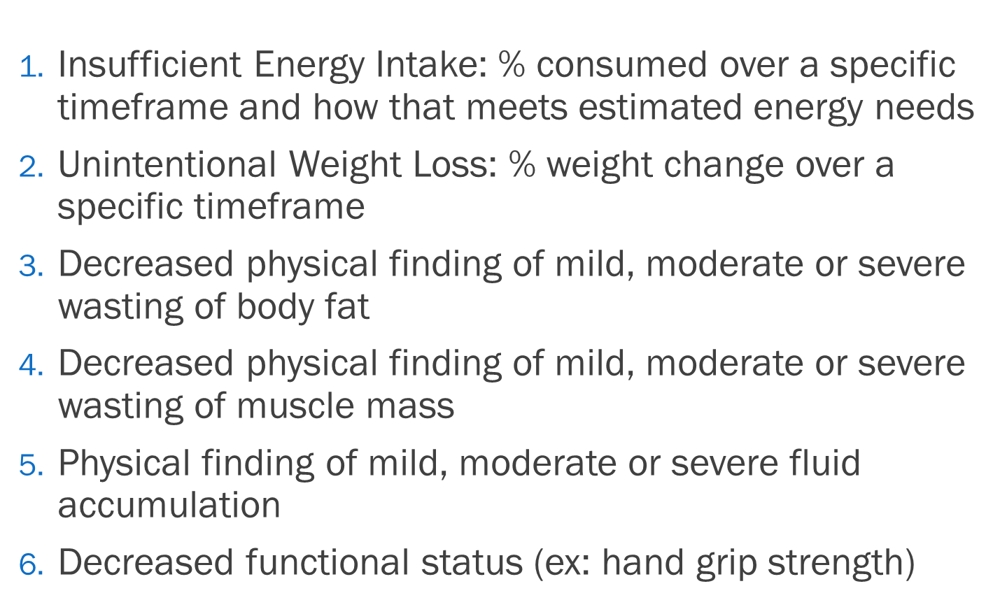 1. Insufficient Energy Intake: % consumed over a specific
timeframe and how that meets estimated energy needs
2. Unintentional Weight Loss: % weight change over a
specific timeframe
3. Decreased physical finding of mild, moderate or severe
wasting of body fat
4. Decreased physical finding of mild, moderate or severe
wasting of muscle mass
5. Physical finding of mild, moderate or severe fluid
accumulation
6. Decreased functional status (ex: hand grip strength)